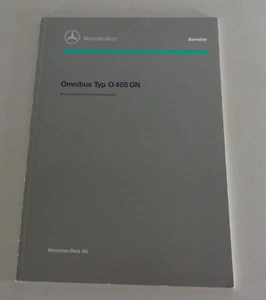 Mercedes-Benz
Service
Omnibus Typ O 405 GN
Mercedes-Benz AG